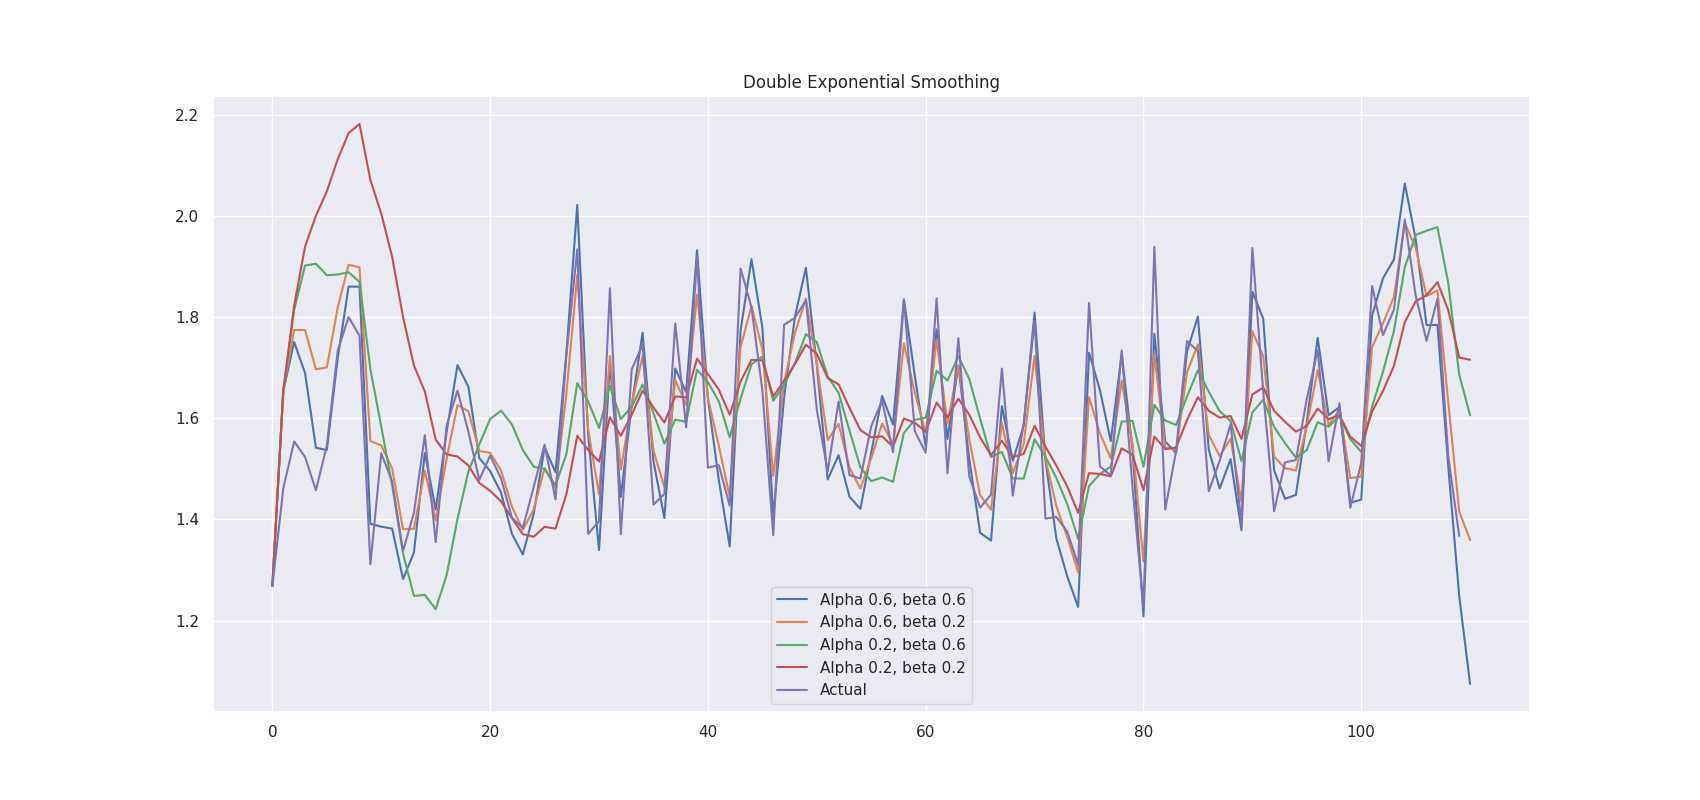 Double Exponential Smoothing
2.2
2.0
1.8
1.6
1.4
1.2
Alpha 0.6, beta 0.6
Alpha 0.6, beta 0.2
Alpha 0.2, beta 0.6
Alpha 0.2, beta 0.2
Actual
0 20 40 60 80 100